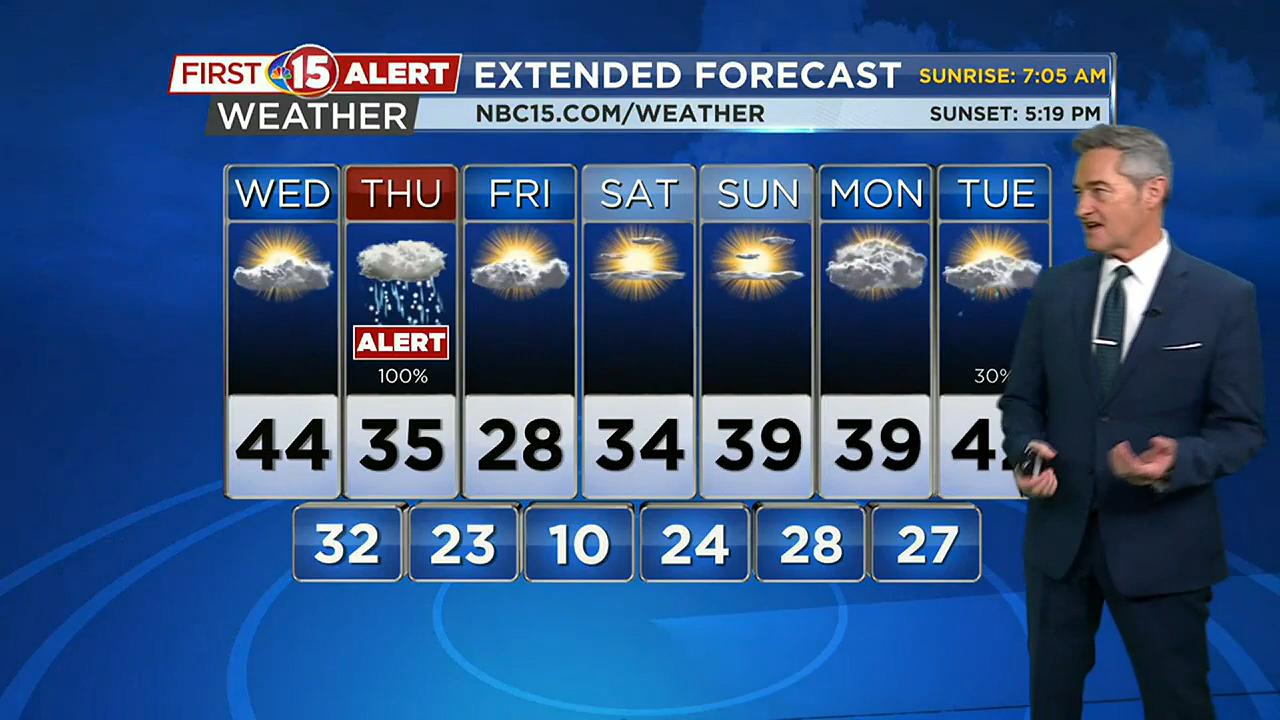 FIRST 15 ALERT
WEATHER
EXTENDED FORECAST
SUNRISE: 7:05 AM
NBC15.COM/WEATHER
SUNSET: 5:19 PM
WED THU FRI SAT SUN MON TUE
ALERT
100% 30%
44 35 28 34 39 39
32 23 10 24 28 27